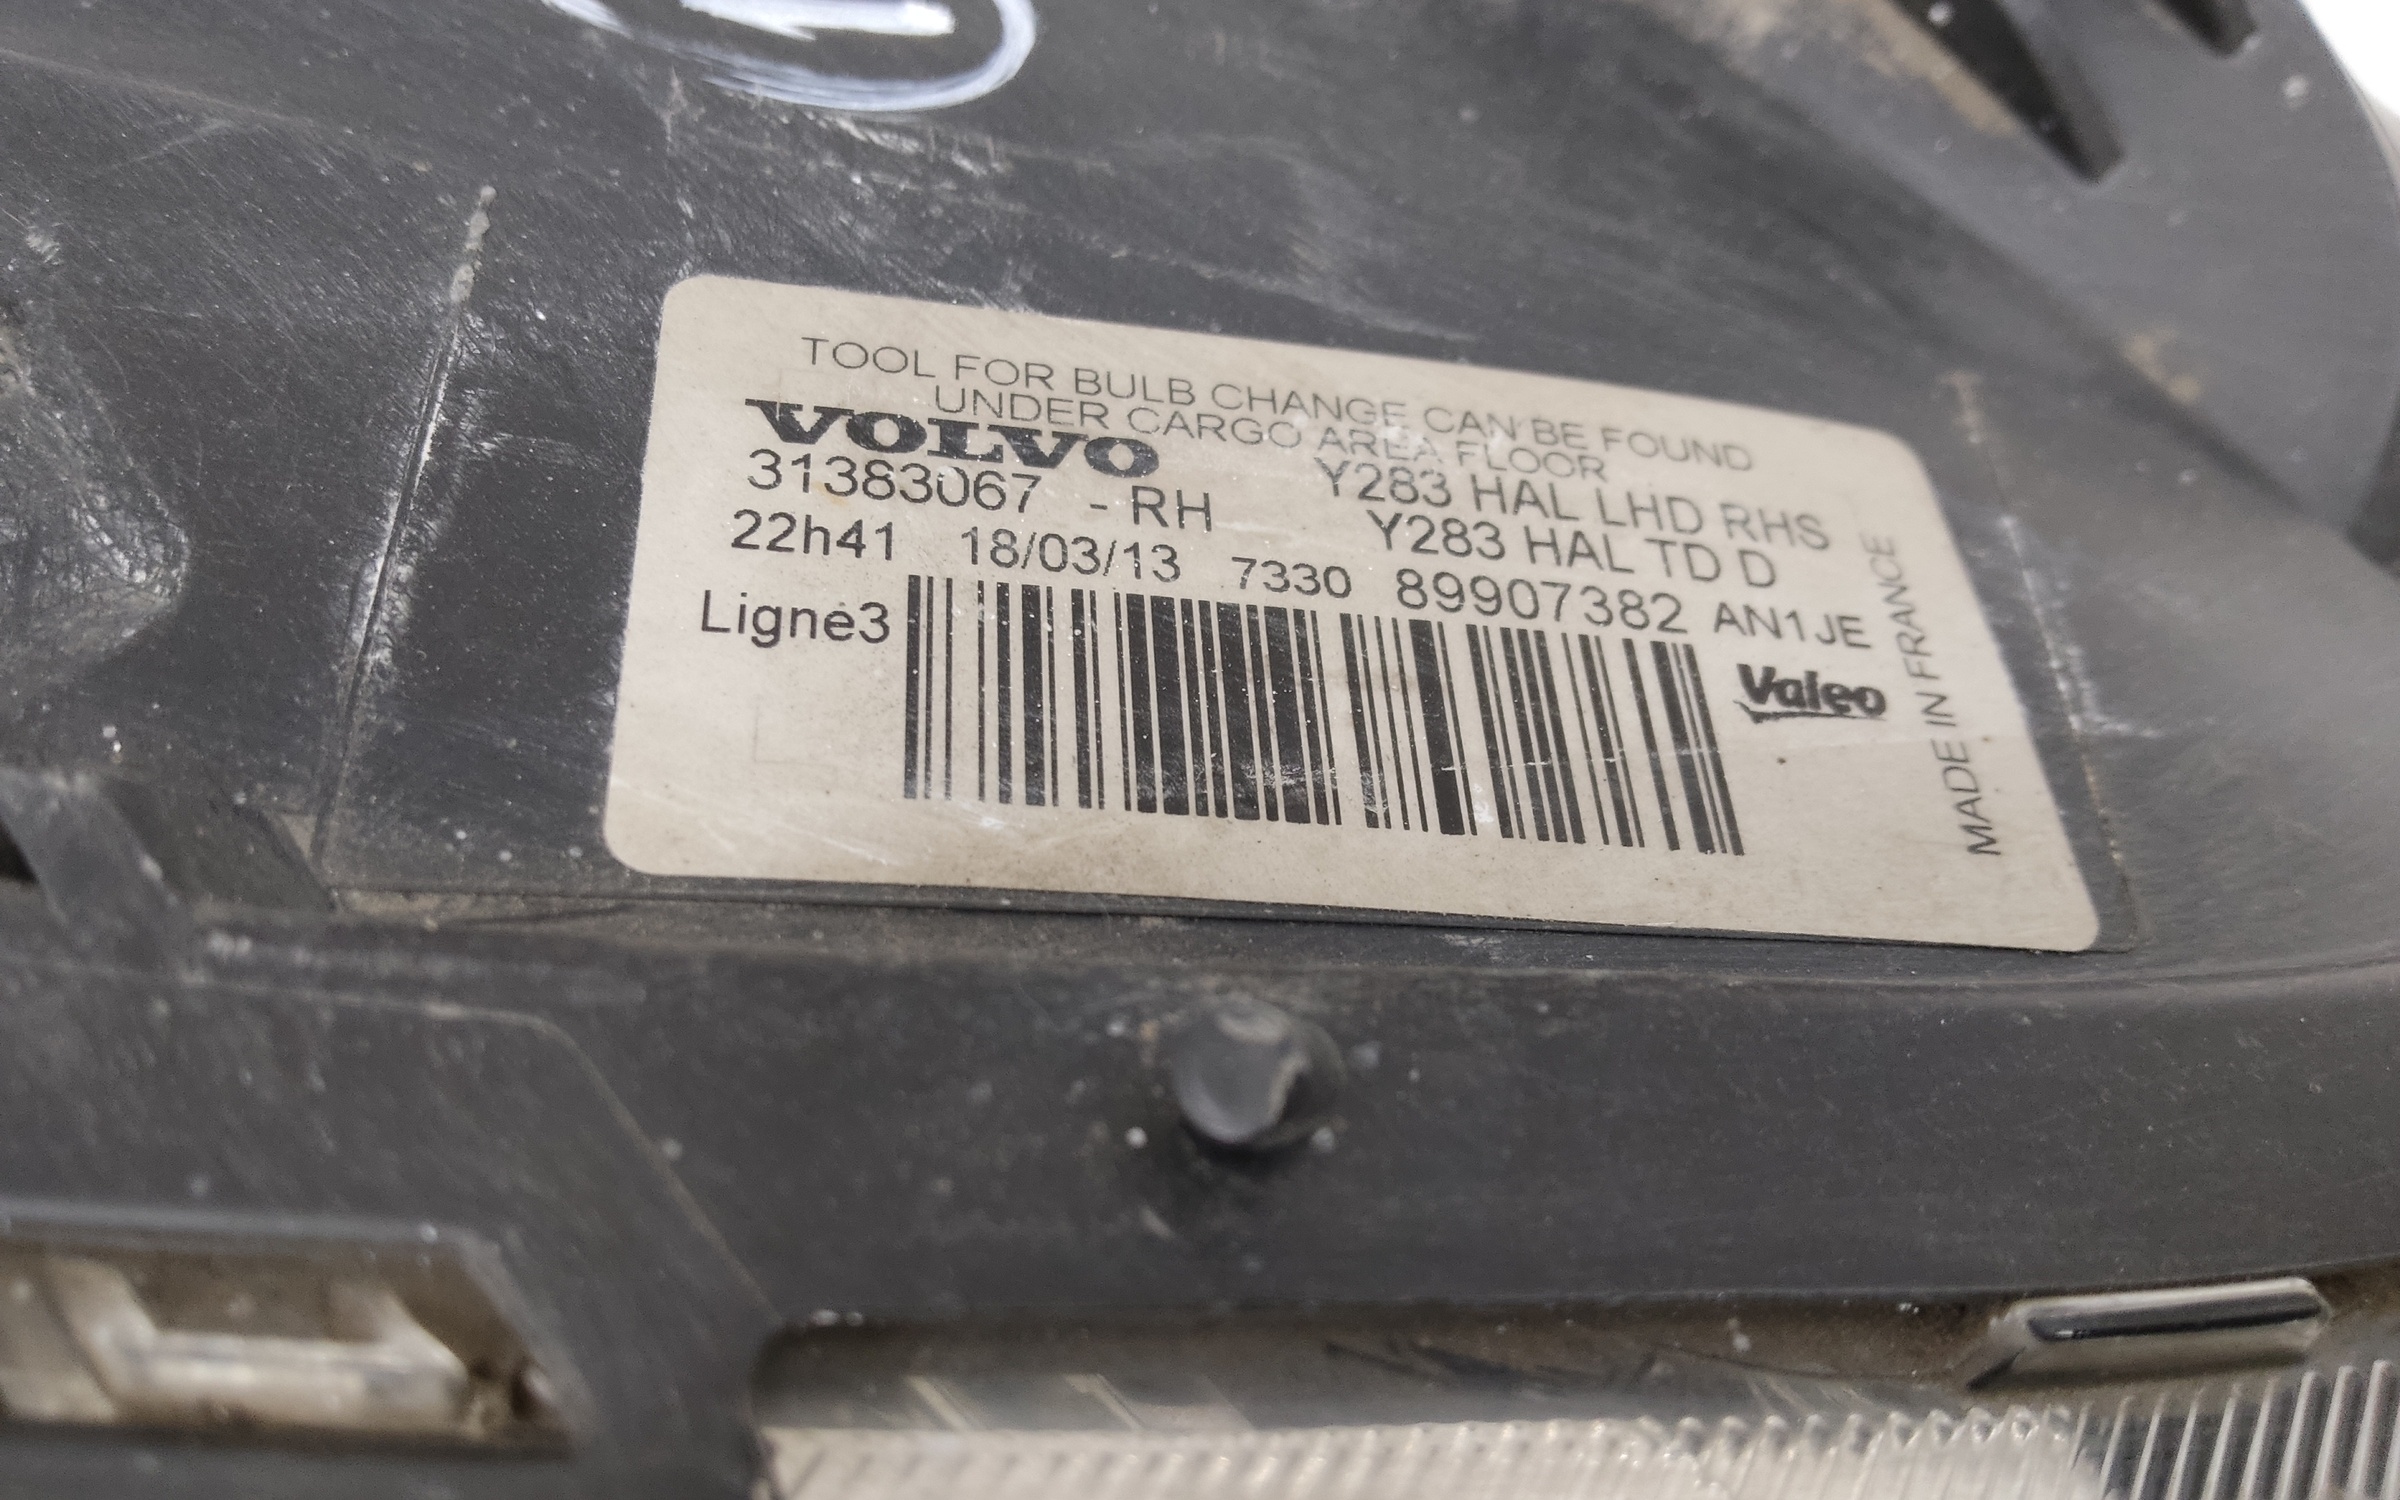 TOOL FOR BULB CHANGE CAN BE FOUND
UNDER CARGO AREA FLOOR
VOLVO
31383067 - RH Y283 HAL LHD RHS
Y283 HAL TD D
22h41 18/03/13 7330 89907382 AN1JE
Ligne3
Valeo
MADE IN FRANCE